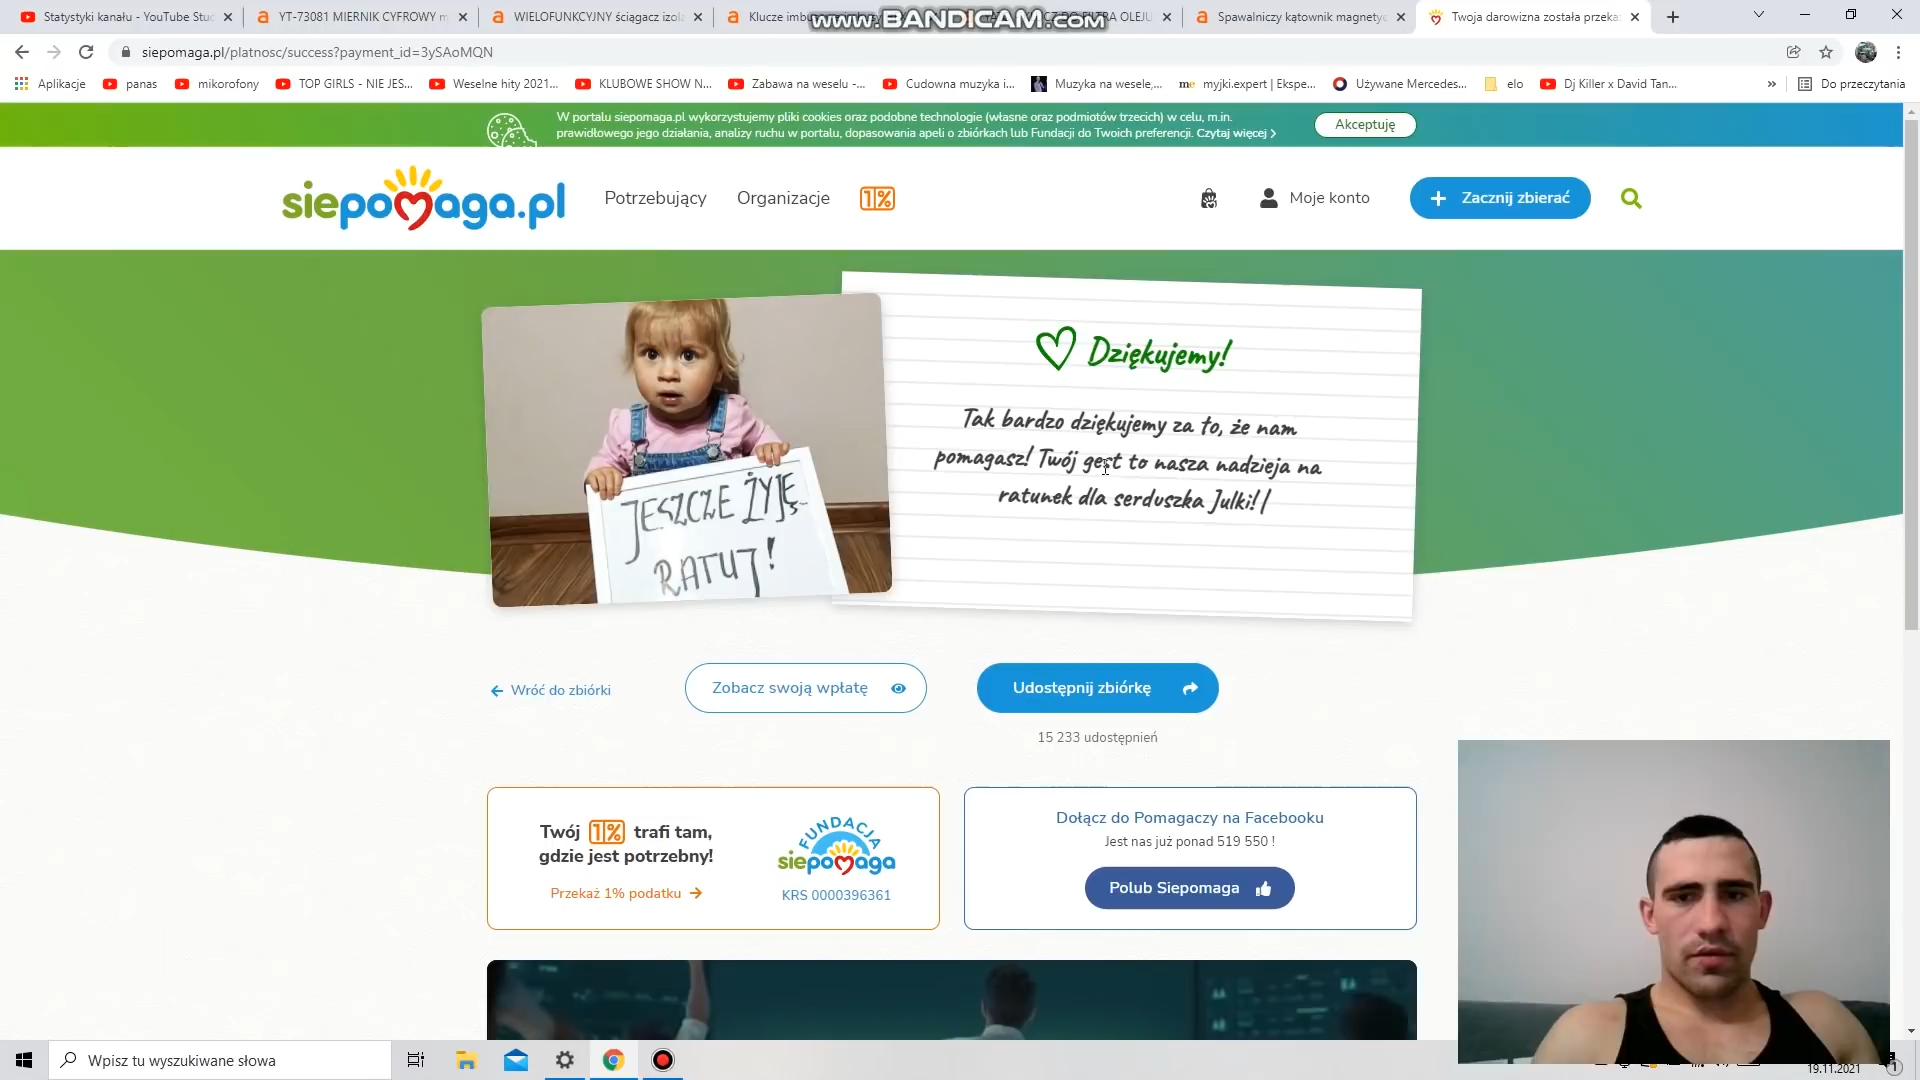 Statystyki kanału - YouTube Stud
YT-73081 MIERNIK CYFROWY m
WIELOFUNKCYJNY ściągacz izola
Klucze imbu
DO FILTRA OLEJU
Spawalniczy kątownik magnetyc
Twoja darowizna została przeka
www.BANDICAM.com
siepomaga.pl/platnosc/success?payment_id=3ySAoMQN
Aplikacje
panas
mikorofony
TOP GIRLS - NIE JES...
Weselne hity 2021...
KLUBOWE SHOW N...
Zabawa na weselu -...
Cudowna muzyka i...
Muzyka na wesele,...
me myjki.expert | Ekspe...
Używane Mercedes...
elo
Dj Killer x David Tan...
»
Do przeczytania
W portalu siepomaga.pl wykorzystujemy pliki cookies oraz podobne technologie (własne oraz podmiotów trzecich) w celu, m.in.
prawidłowego jego działania, analizy ruchu w portalu, dopasowania apeli o zbiórkach lub Fundacji do Twoich preferencji. Czytaj więcej
Akceptuję
siepomaga.pl
Potrzebujący
Organizacje
1%
Moje konto
+ Zacznij zbierać
JESZCZE ŻYJĘ
RATUJ!
Dziękujemy!
Tak bardzo dziękujemy za to, że nam
pomagasz! Twój gest to nasza nadzieja na
ratunek dla serduszka Julki!|
Wróć do zbiórki
Zobacz swoją wpłatę
Udostępnij zbiórkę
15 233 udostępnień
Twój 1% trafi tam,
gdzie jest potrzebny!
Przekaż 1% podatku
FUNDACJA
siepomaga
KRS 0000396361
Dołącz do Pomagaczy na Facebooku
Jest nas już ponad 519 550 !
Polub Siepomaga
Wpisz tu wyszukiwane słowa
19.11.2021
1